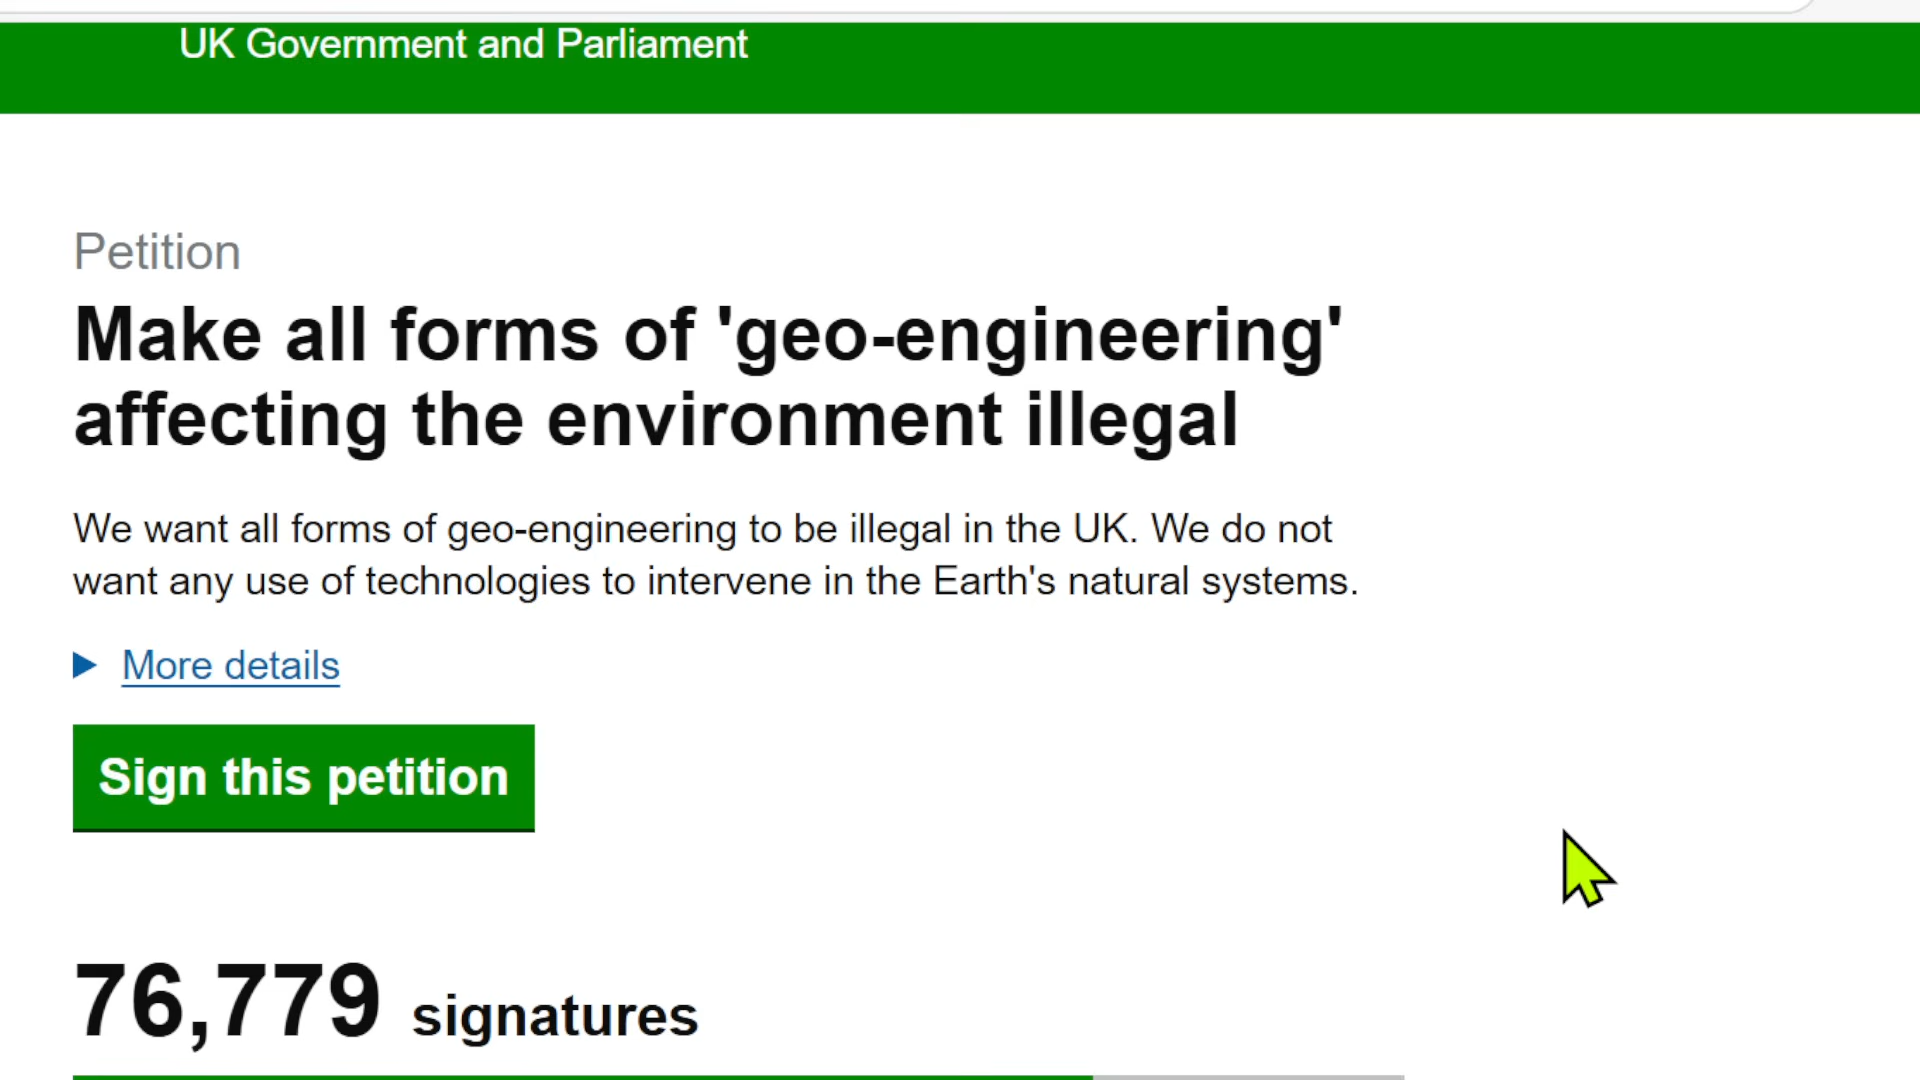 UK Government and Parliament
Petition
Make all forms of 'geo-engineering'
affecting the environment illegal
We want all forms of geo-engineering to be illegal in the UK. We do not
want any use of technologies to intervene in the Earth's natural systems.
More details
Sign this petition
76,779 signatures